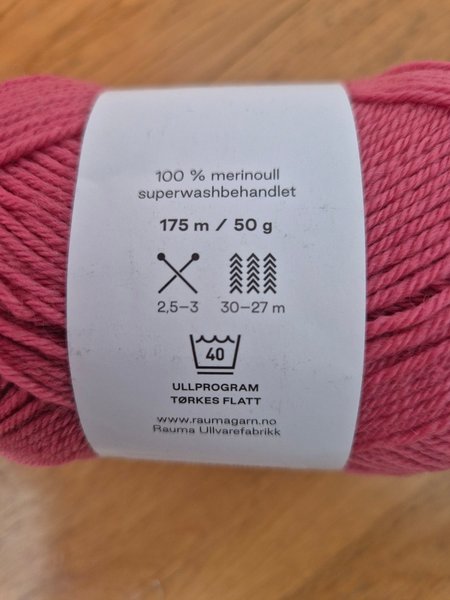 100 % merinoull
superwashbehandlet
175 m / 50 g
2,5–3 30–27 m
40
ULLPROGRAM
TØRKES FLATT
www.raumagarn.no
Rauma Ullvarefabrikk